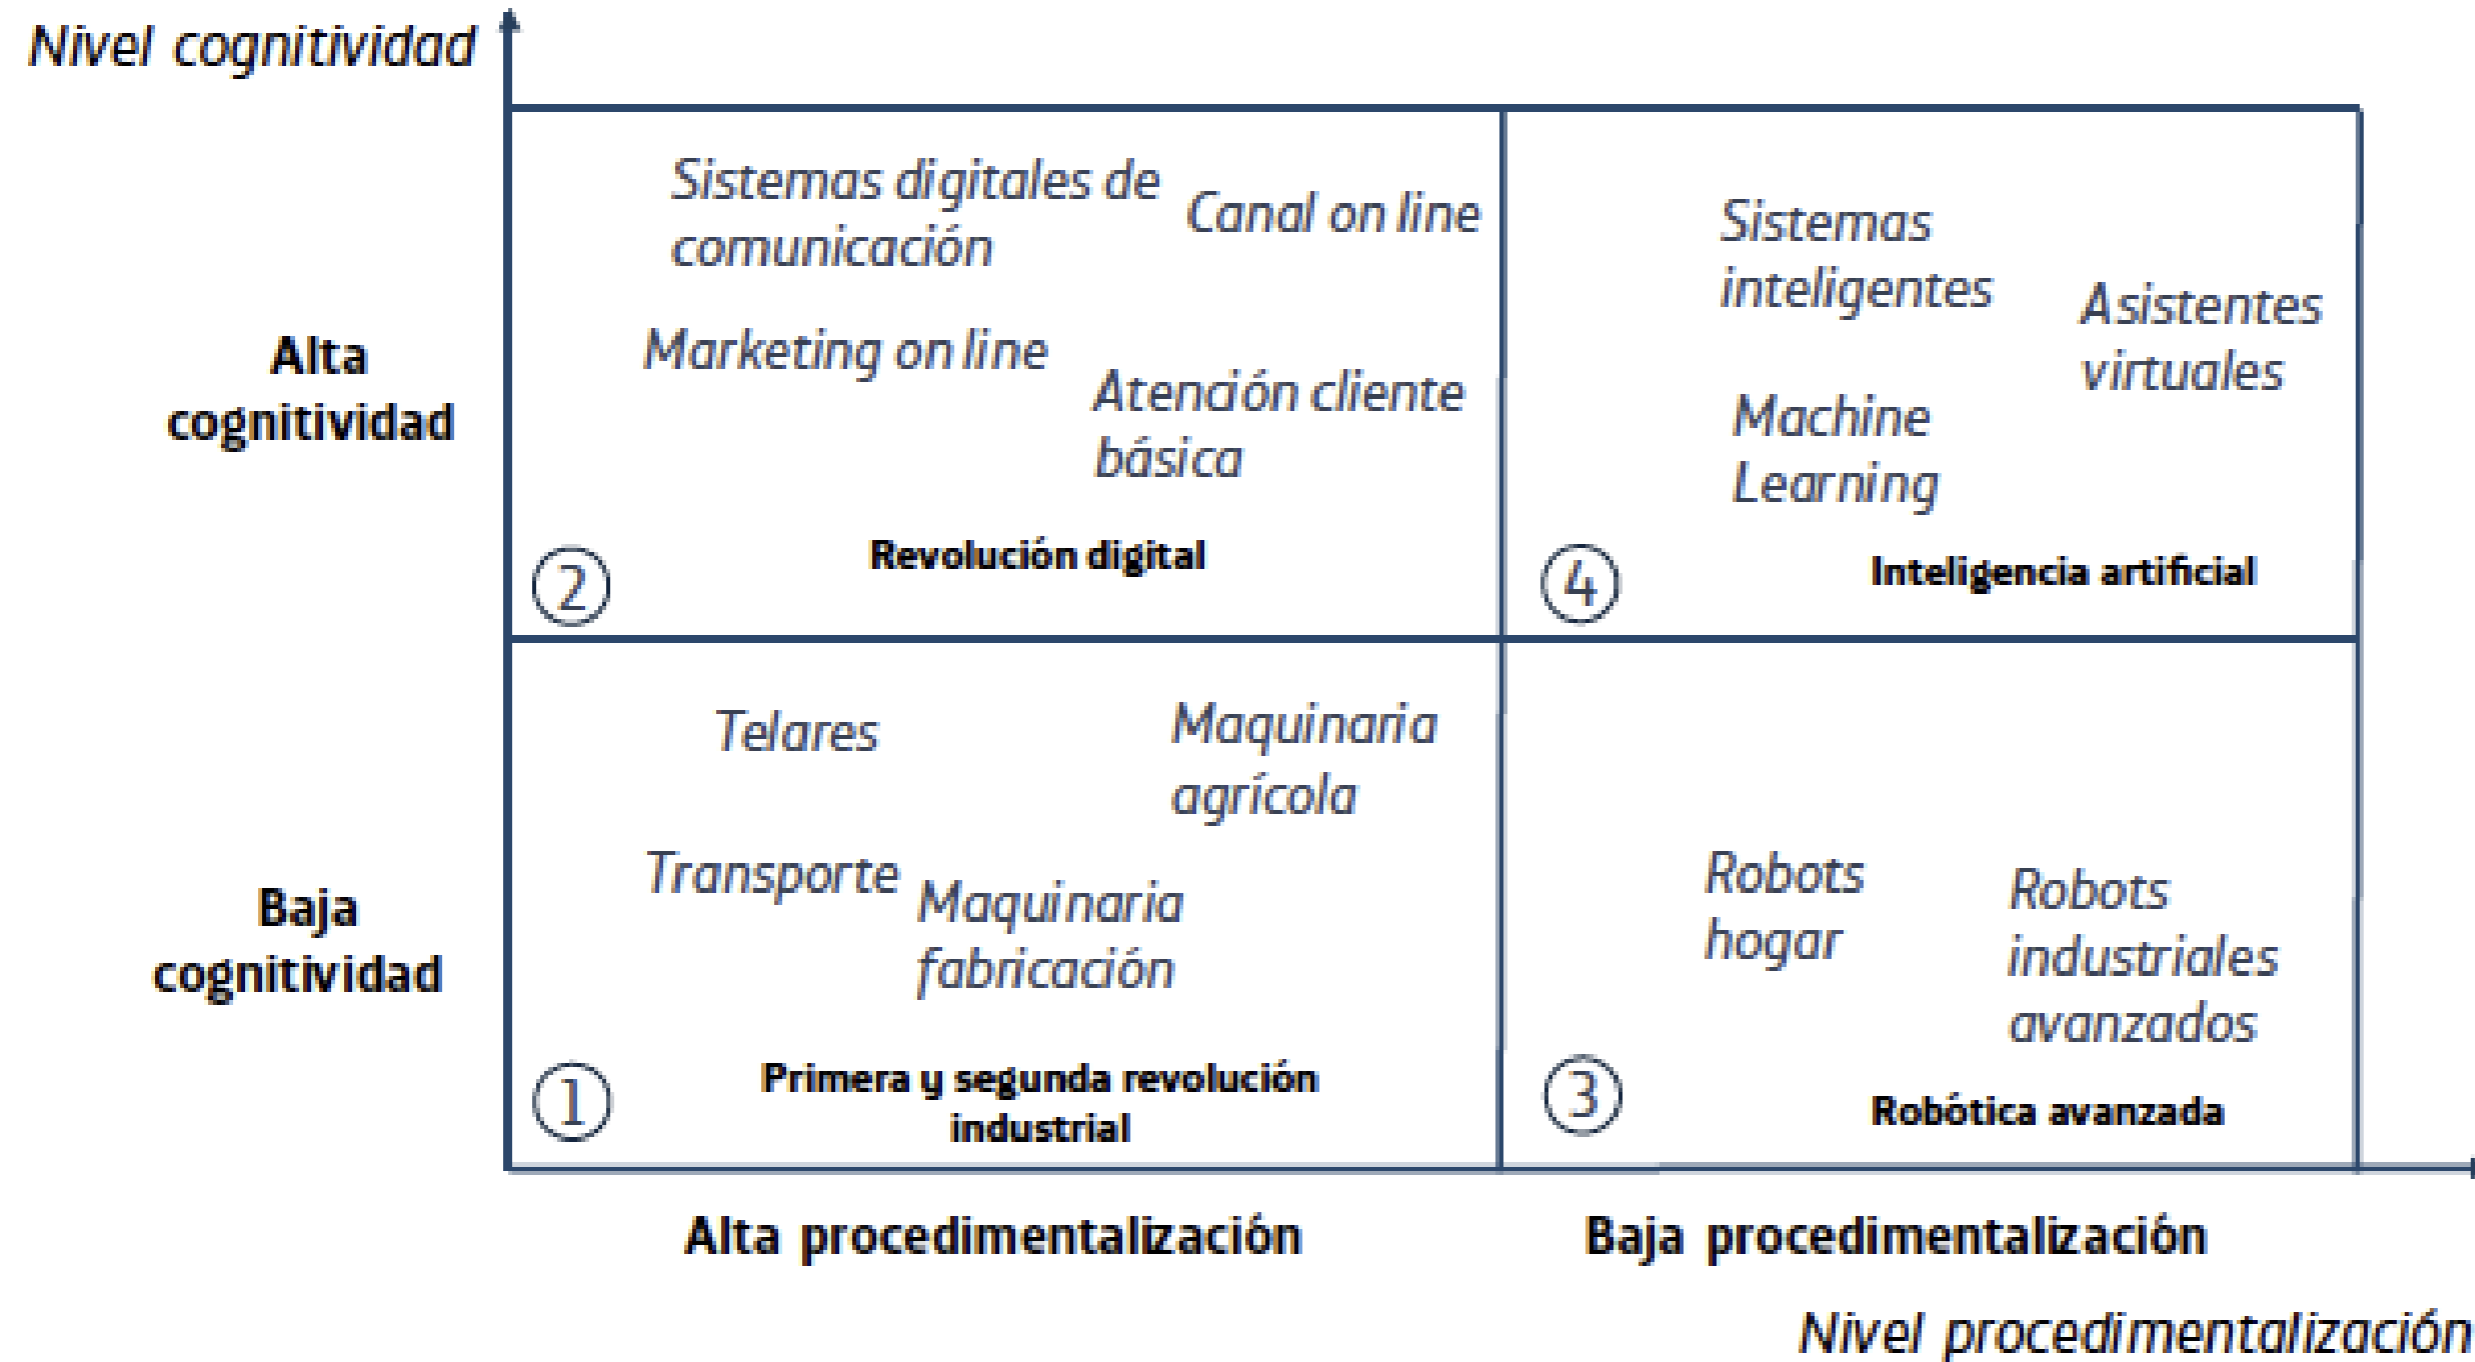 Nivel cognitividad
Alta
cognitividad
Sistemas digitales de
comunicación
Canal on line
Marketing on line
Atención cliente
básica
2
Revolución digital
Sistemas
inteligentes
Asistentes
virtuales
Machine
Learning
4
Inteligencia artificial
Baja
cognitividad
Telares
Maquinaria
agrícola
Transporte
Maquinaria
fabricación
1
Primera y segunda revolución
industrial
Robots
hogar
Robots
industriales
avanzados
3
Robótica avanzada
Alta procedimentalización
Baja procedimentalización
Nivel procedimentalización